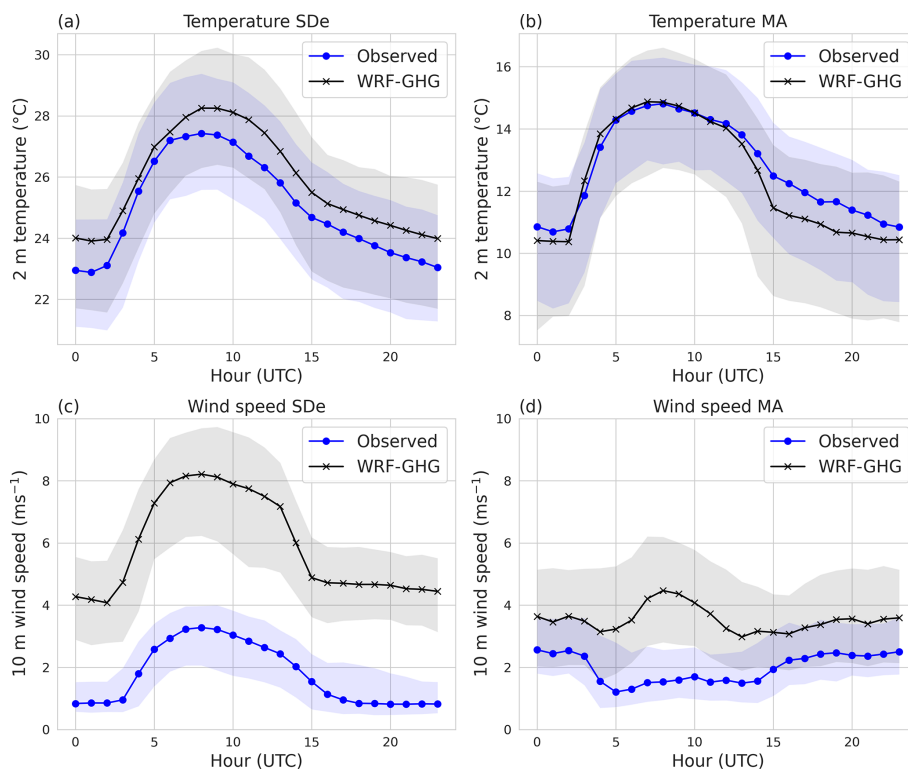 (a)
Temperature SDe
Observed
WRF-GHG
2 m temperature (°C)
30
28
26
24
22
0 5 10 15 20
Hour (UTC)
(b)
Temperature MA
Observed
WRF-GHG
2 m temperature (°C)
16
14
12
10
8
0 5 10 15 20
Hour (UTC)
(c)
Wind speed SDe
Observed
WRF-GHG
10 m wind speed (ms⁻¹)
10
8
6
4
2
0
0 5 10 15 20
Hour (UTC)
(d)
Wind speed MA
Observed
WRF-GHG
10 m wind speed (ms⁻¹)
10
8
6
4
2
0
0 5 10 15 20
Hour (UTC)